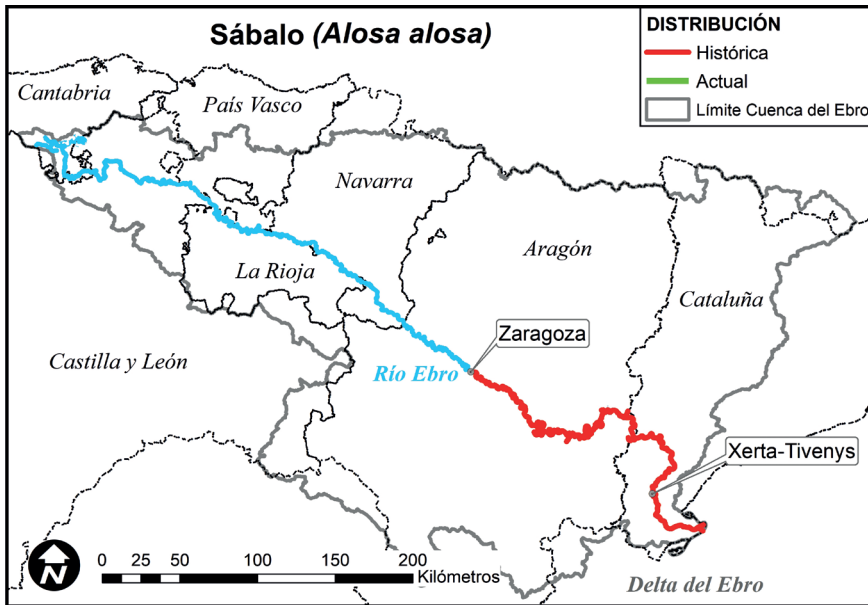 Sábalo (Alosa alosa)
DISTRIBUCIÓN
Histórica
Actual
Límite Cuenca del Ebro
Cantabria
País Vasco
Navarra
La Rioja
Aragón
Cataluña
Zaragoza
Castilla y León
Río Ebro
Xerta-Tivenys
N
0 25 50 100 150 200
Kilómetros
Delta del Ebro